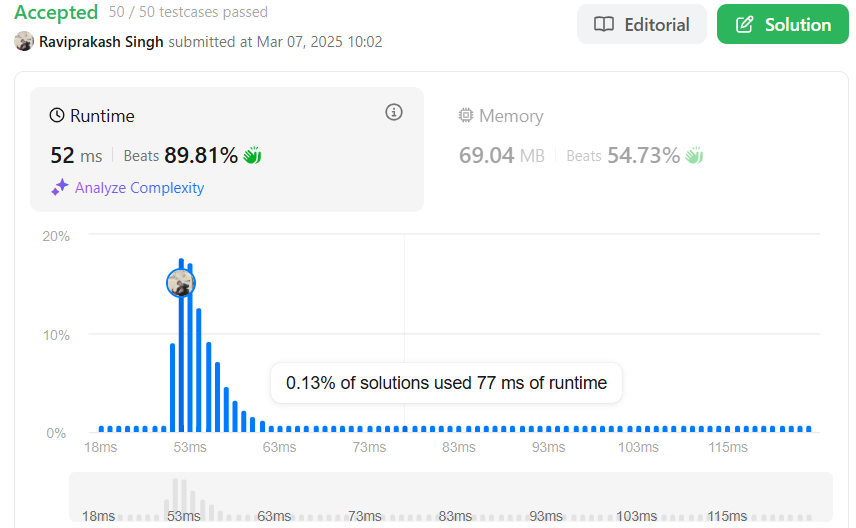 Accepted 50 / 50 testcases passed
Editorial
Solution
Raviprakash Singh submitted at Mar 07, 2025 10:02
Runtime
Memory
52 ms Beats 89.81%
69.04 MB Beats 54.73%
Analyze Complexity
20%
10%
0.13% of solutions used 77 ms of runtime
0%
18ms 53ms 63ms 73ms 83ms 93ms 103ms 115ms
18ms 53ms 63ms 73ms 83ms 93ms 103ms 115ms